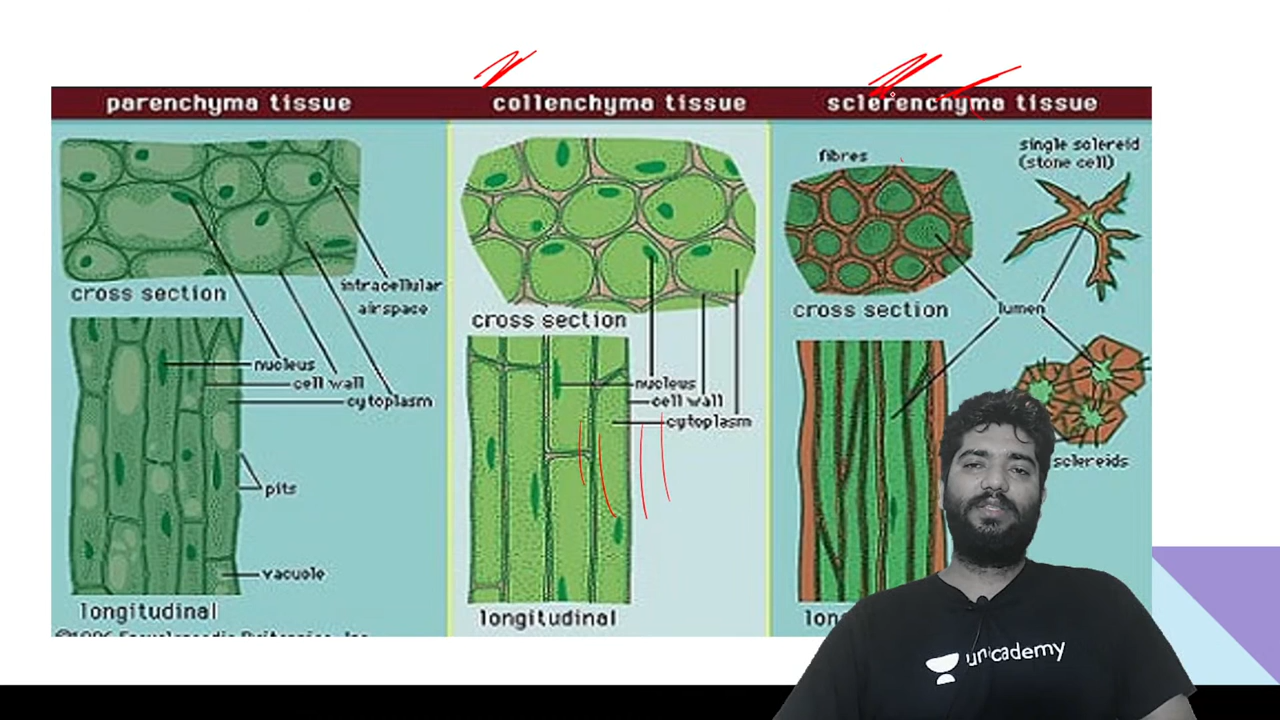 parenchyma tissue
collenchyma tissue
sclerenchyma tissue
intracellular
airspace
cross section
nucleus
cell wall
cytoplasm
pits
vacuole
longitudinal
cross section
nucleus
cell wall
cytoplasm
longitudinal
fibres
single sclereid
(stone cell)
cross section
lumen
sclereids
lon
unacademy